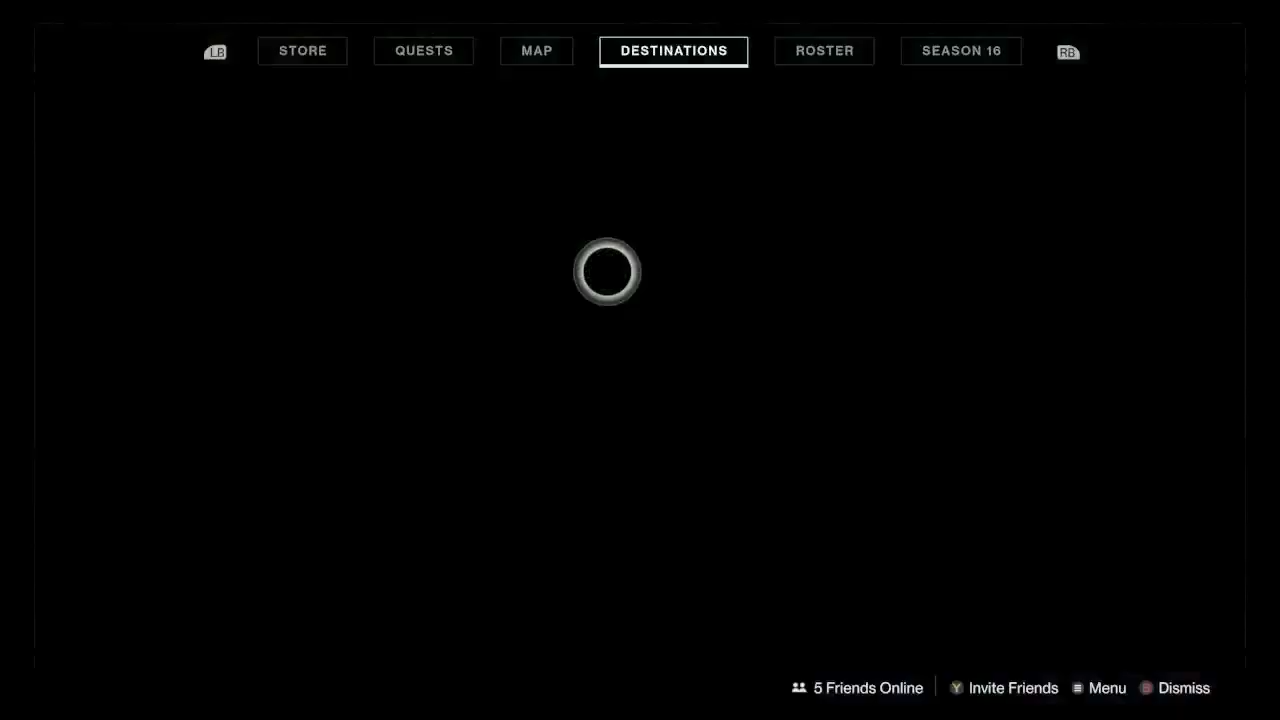 LB STORE QUESTS MAP DESTINATIONS ROSTER SEASON 16 RB
5 Friends Online Y Invite Friends Menu B Dismiss